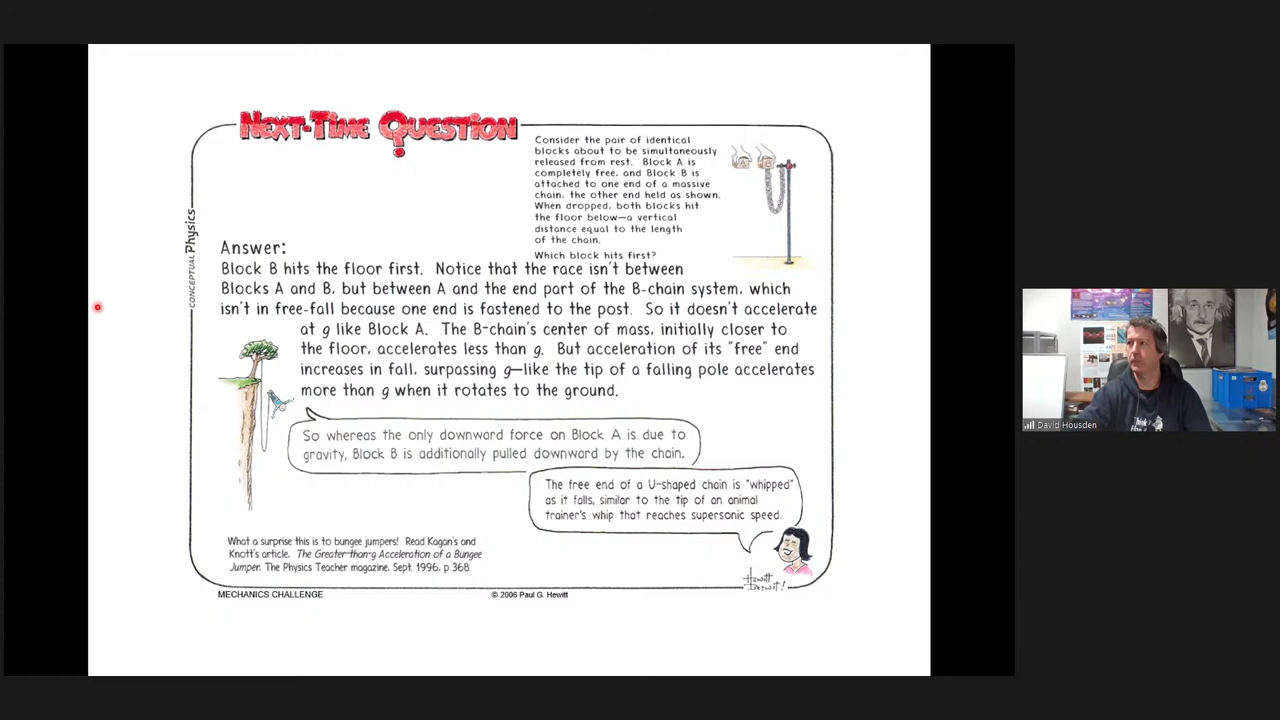 NEXT-TIME QUESTION
Consider the pair of identical
blocks about to be simultaneously
released from rest. Block A is
completely free, and Block B is
attached to one end of a massive
chain, the other end held as shown.
When dropped, both blocks hit
the floor below—a vertical
distance equal to the length
of the chain.
Which block hits first?
A
B
CONCEPTUAL Physics
Answer:
Block B hits the floor first. Notice that the race isn't between
Blocks A and B, but between A and the end part of the B-chain system, which
isn't in free-fall because one end is fastened to the post. So it doesn't accelerate
at g like Block A. The B-chain's center of mass, initially closer to
the floor, accelerates less than g. But acceleration of its "free" end
increases in fall, surpassing g—like the tip of a falling pole accelerates
more than g when it rotates to the ground.
So whereas the only downward force on Block A is due to
gravity, Block B is additionally pulled downward by the chain.
The free end of a U-shaped chain is "whipped"
as it falls, similar to the tip of an animal
trainer's whip that reaches supersonic speed.
What a surprise this is to bungee jumpers! Read Kagan's and
Knott's article. The Greater-than-g Acceleration of a Bungee
Jumper. The Physics Teacher magazine. Sept. 1996, p 368.
Hewitt
Drew it!
MECHANICS CHALLENGE
© 2006 Paul G. Hewitt
David Housden